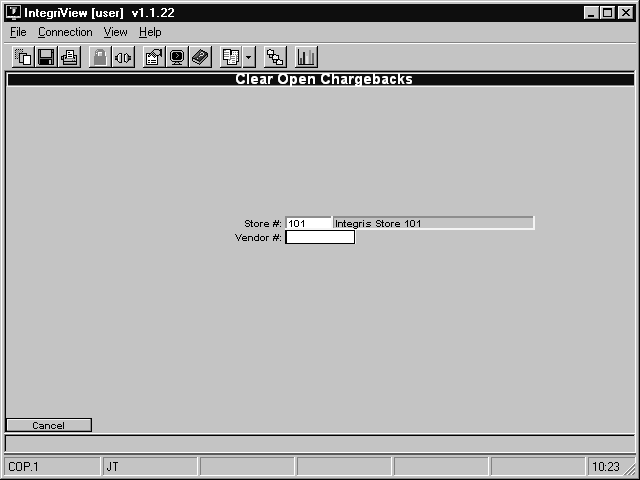 IntegriView [user] v1.1.22
File Connection View Help
Clear Open Chargebacks
Store #: 101 Integris Store 101
Vendor #:
Cancel
COP.1 JT 10:23